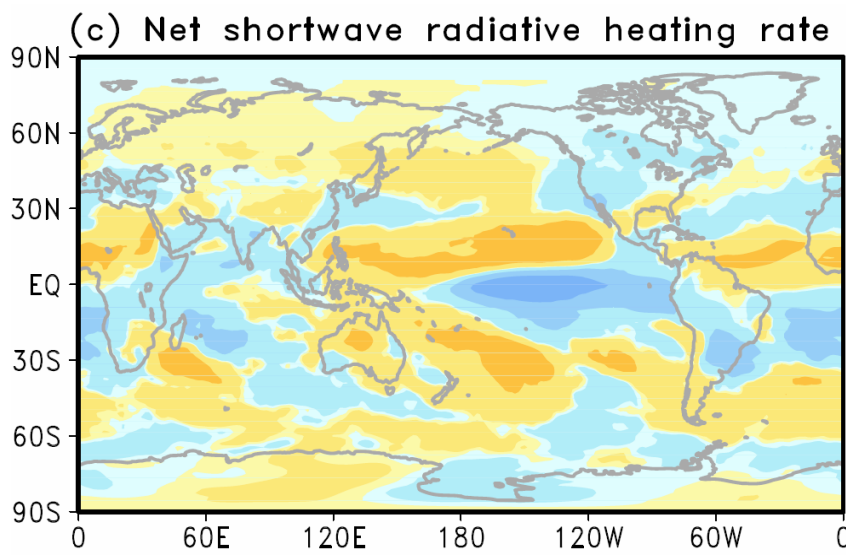 (c) Net shortwave radiative heating rate
90N
60N
30N
EQ
30S
60S
90S
0 60E 120E 180 120W 60W 0